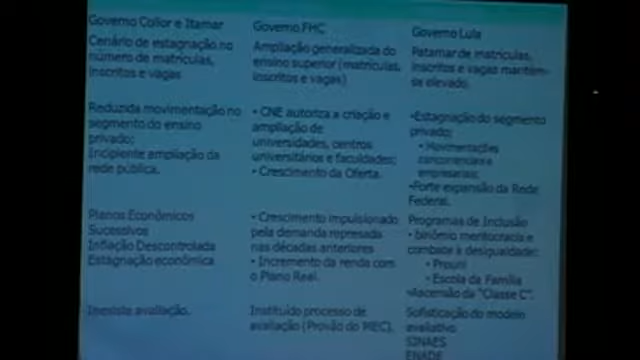 Governo Collor e Itamar
Cenário de estagnação no
número de matrículas,
inscritos e vagas
Reduzida movimentação no
segmento do ensino
privado;
Incipiente ampliação da
rede pública.
Planos Econômicos
Sucessivos
Inflação Descontrolada
Estagnação econômica
Inexiste avaliação.
Governo FHC
Ampliação generalizada do
ensino superior (matrículas,
inscritos e vagas)
• CNE autoriza a criação e
ampliação de
universidades, centros
universitários e faculdades;
• Crescimento da Oferta.
• Crescimento impulsionado
pela demanda represada
nas décadas anteriores
• Incremento da renda com
o Plano Real.
Instituído processo de
avaliação (Provão do MEC).
Governo Lula
Patamar de matrículas,
inscritos e vagas mantém-
se elevado.
•Estagnação do segmento
privado;
• Movimentações
concorrenciais e
empresariais;
•Forte expansão da Rede
Federal.
Programas de Inclusão
• binômio meritocracia e
combate a desigualdade:
• Prouni
• Escola da Família
•Ascensão da "Classe C".
Sofisticação do modelo
avaliativo
SINAES
ENADE